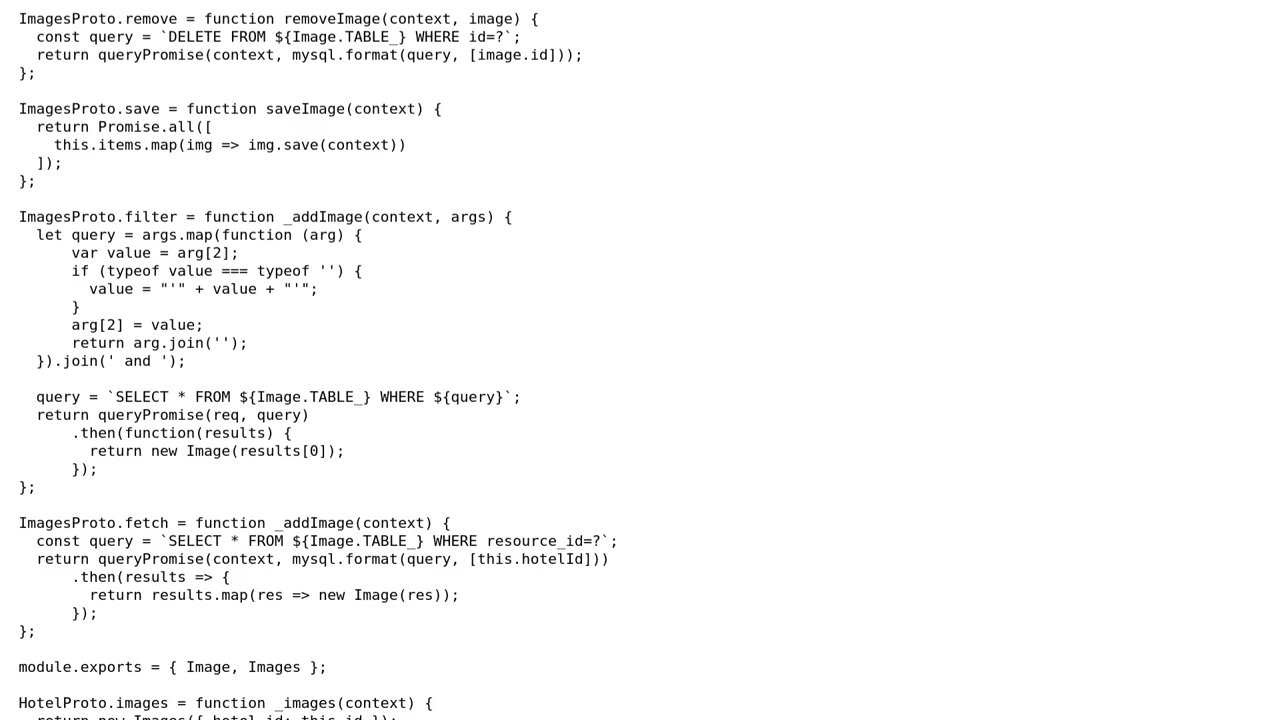 ImagesProto.remove = function removeImage(context, image) {
  const query = `DELETE FROM ${Image.TABLE_} WHERE id=?`;
  return queryPromise(context, mysql.format(query, [image.id]));
};

ImagesProto.save = function saveImage(context) {
  return Promise.all([
    this.items.map(img => img.save(context))
  ]);
};

ImagesProto.filter = function _addImage(context, args) {
  let query = args.map(function (arg) {
      var value = arg[2];
      if (typeof value === typeof '') {
        value = "'" + value + "'";
      }
      arg[2] = value;
      return arg.join('');
  }).join(' and ');

  query = `SELECT * FROM ${Image.TABLE_} WHERE ${query}`;
  return queryPromise(req, query)
      .then(function(results) {
        return new Image(results[0]);
      });
};

ImagesProto.fetch = function _addImage(context) {
  const query = `SELECT * FROM ${Image.TABLE_} WHERE resource_id=?`;
  return queryPromise(context, mysql.format(query, [this.hotelId]))
      .then(results => {
        return results.map(res => new Image(res));
      });
};

module.exports = { Image, Images };

HotelProto.images = function _images(context) {
  return new Images({ hotel_id: this.id });